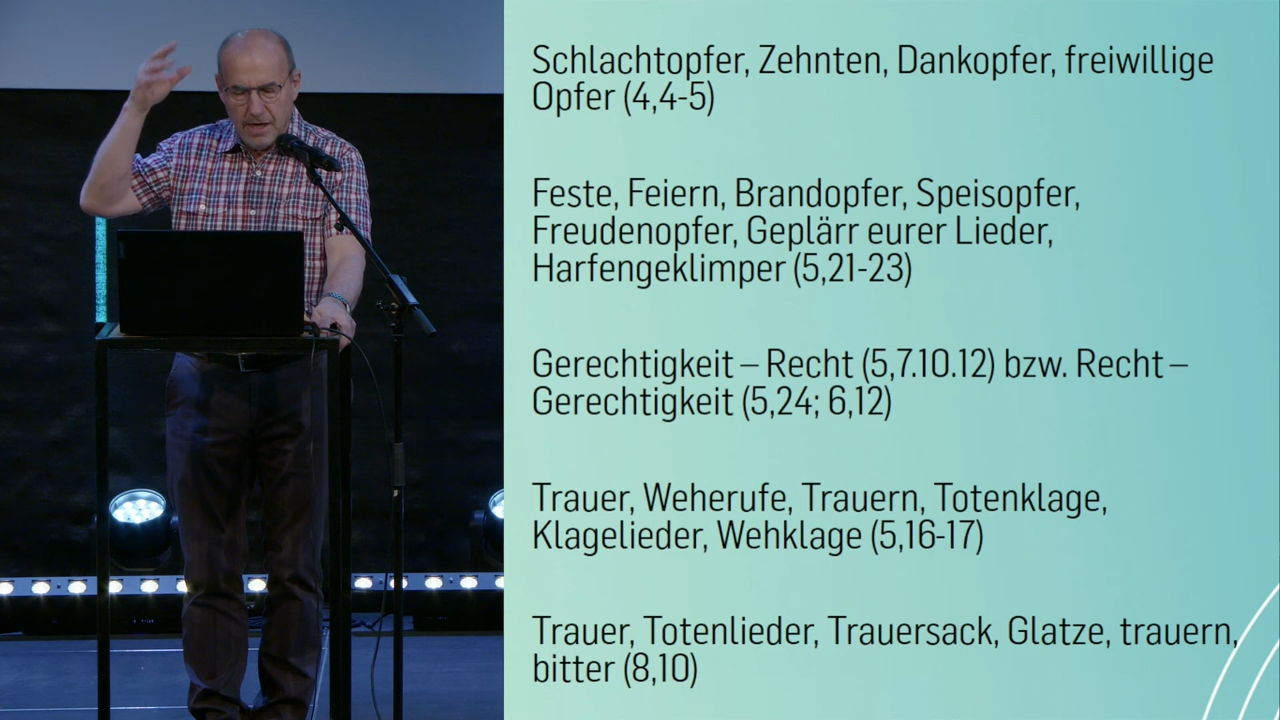 Schlachtopfer, Zehnten, Dankopfer, freiwillige
Opfer (4,4-5)
Feste, Feiern, Brandopfer, Speisopfer,
Freudenopfer, Geplärr eurer Lieder,
Harfengeklimper (5,21-23)
Gerechtigkeit – Recht (5,7.10.12) bzw. Recht –
Gerechtigkeit (5,24; 6,12)
Trauer, Weherufe, Trauern, Totenklage,
Klagelieder, Wehklage (5,16-17)
Trauer, Totenlieder, Trauersack, Glatze, trauern,
bitter (8,10)